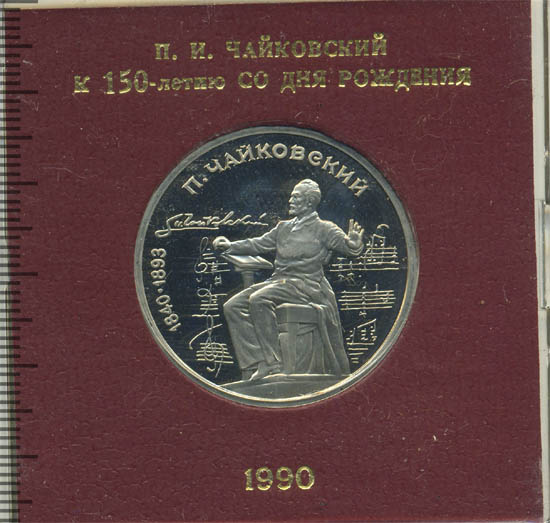 П. И. ЧАЙКОВСКИЙ
К 150-летию СО ДНЯ РОЖДЕНИЯ
П. ЧАЙКОВСКИЙ
1840·1893
1990